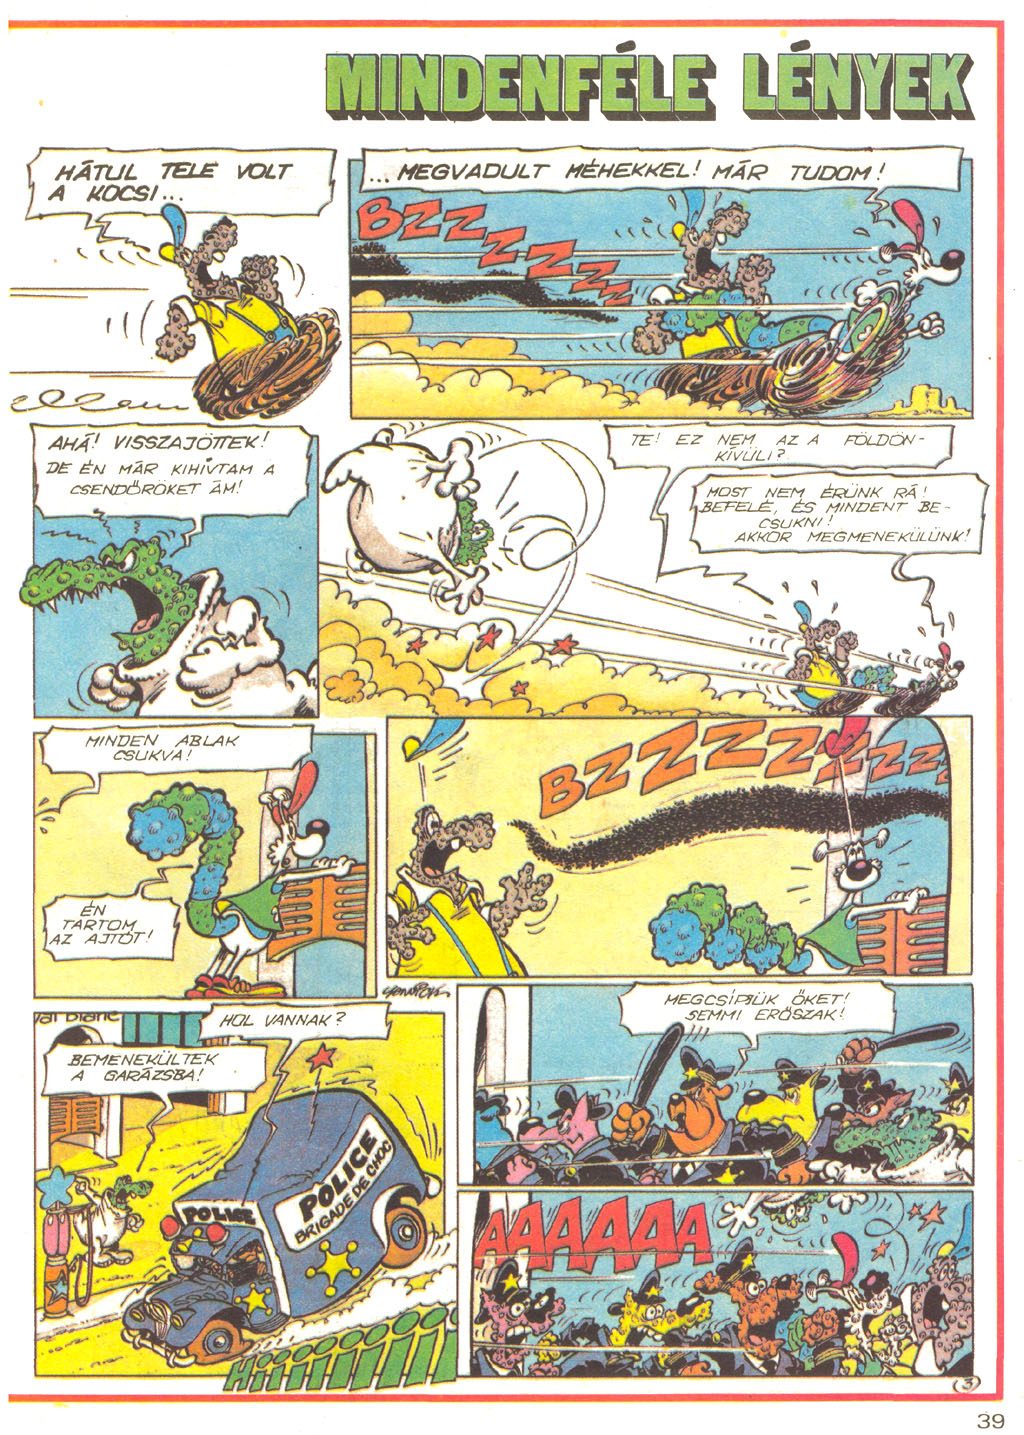 MINDENFÉLE LÉNYEK
HÁTUL TELE VOLT
A KOCSI...
...MEGVADULT MÉHEKKEL! MÁR TUDOM!
BZZZZZZZ
AHÁ! VISSZAJÖTTEK!
DE ÉN MÁR KIHÍVTAM A
CSENDŐRÖKET ÁM!
TE! EZ NEM AZ A FÖLDÖN-
KÍVÜLI?
MOST NEM ÉRÜNK RÁ!
BEFELÉ, ÉS MINDENT BE-
CSUKNI!
AKKOR MEGMENEKÜLÜNK!
MINDEN ABLAK
CSUKVA!
ÉN
TARTOM
AZ AJTÓT!
BZZZZZZZZZZ
HOL VANNAK?
BEMENEKÜLTEK
A GARÁZSBA!
POLICE
POLICE
BRIGADE DE CHOC
MEGCSÍPJÜK ŐKET!
SEMMI ERŐSZAK!
AAAAAA
3
39